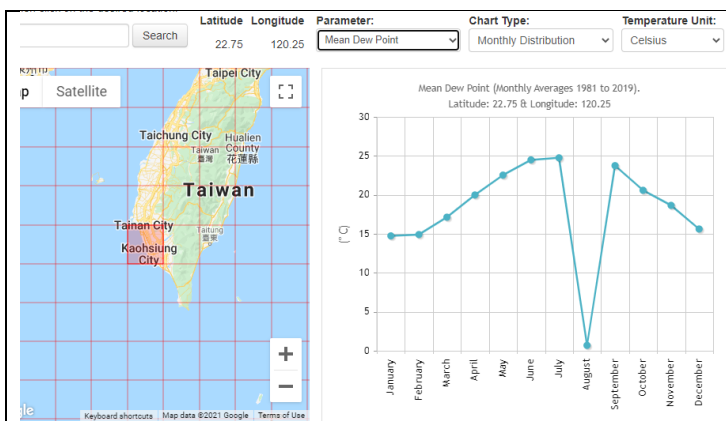 Latitude Longitude Parameter: Chart Type: Temperature Unit:
Search 22.75 120.25 Mean Dew Point Monthly Distribution Celsius
Satellite
Taipei City
Taichung City
Hualien
County
花蓮縣
Taiwan
臺灣
Taiwan
Tainan City
Taitung
臺東
Kaohsiung
City
+
−
Keyboard shortcuts Map data ©2021 Google Terms of Use
Mean Dew Point (Monthly Averages 1981 to 2019).
Latitude: 22.75 & Longitude: 120.25
30
25
20
15
10
5
0
(° C)
January
February
March
April
May
June
July
August
September
October
November
December